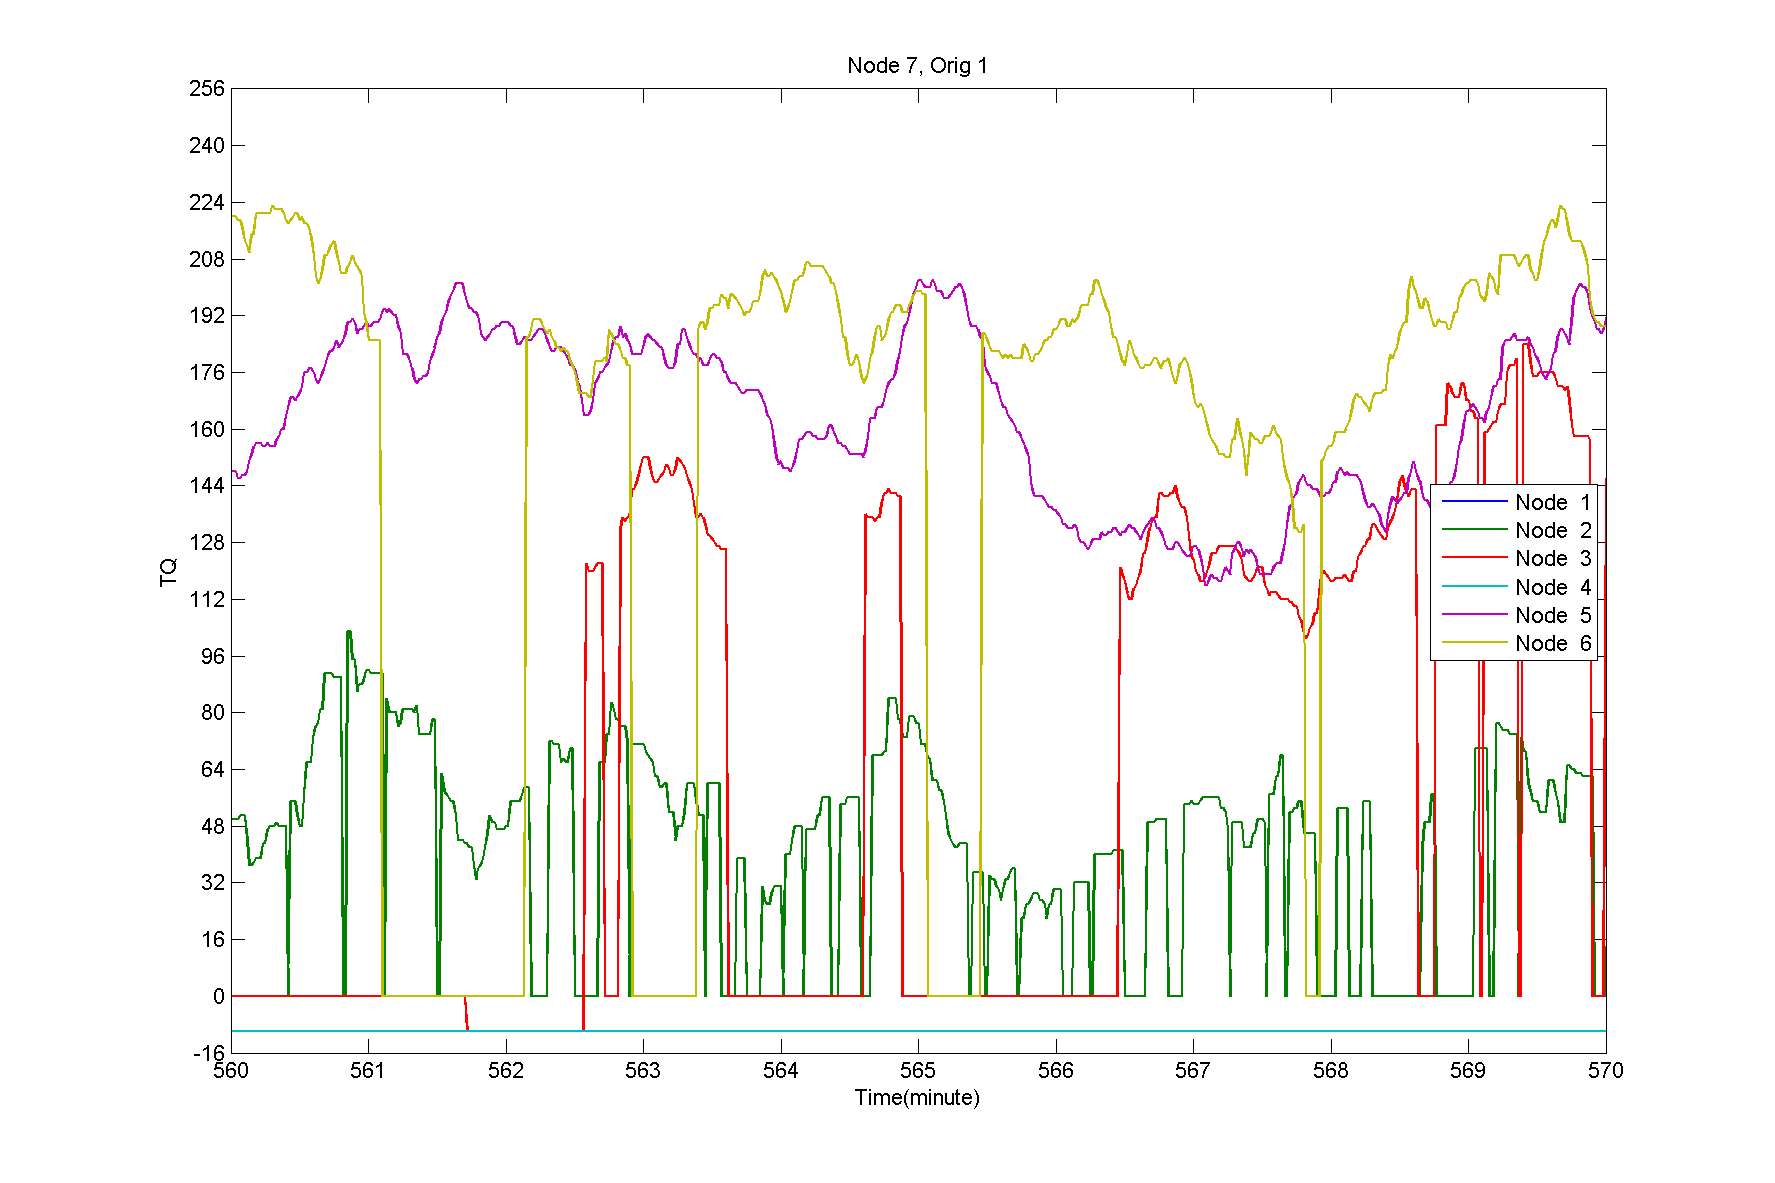 Node 7, Orig 1
256
240
224
208
192
176
160
144
128
112
96
80
64
48
32
16
0
-16
TQ
560 561 562 563 564 565 566 567 568 569 570
Time(minute)
Node 1
Node 2
Node 3
Node 4
Node 5
Node 6